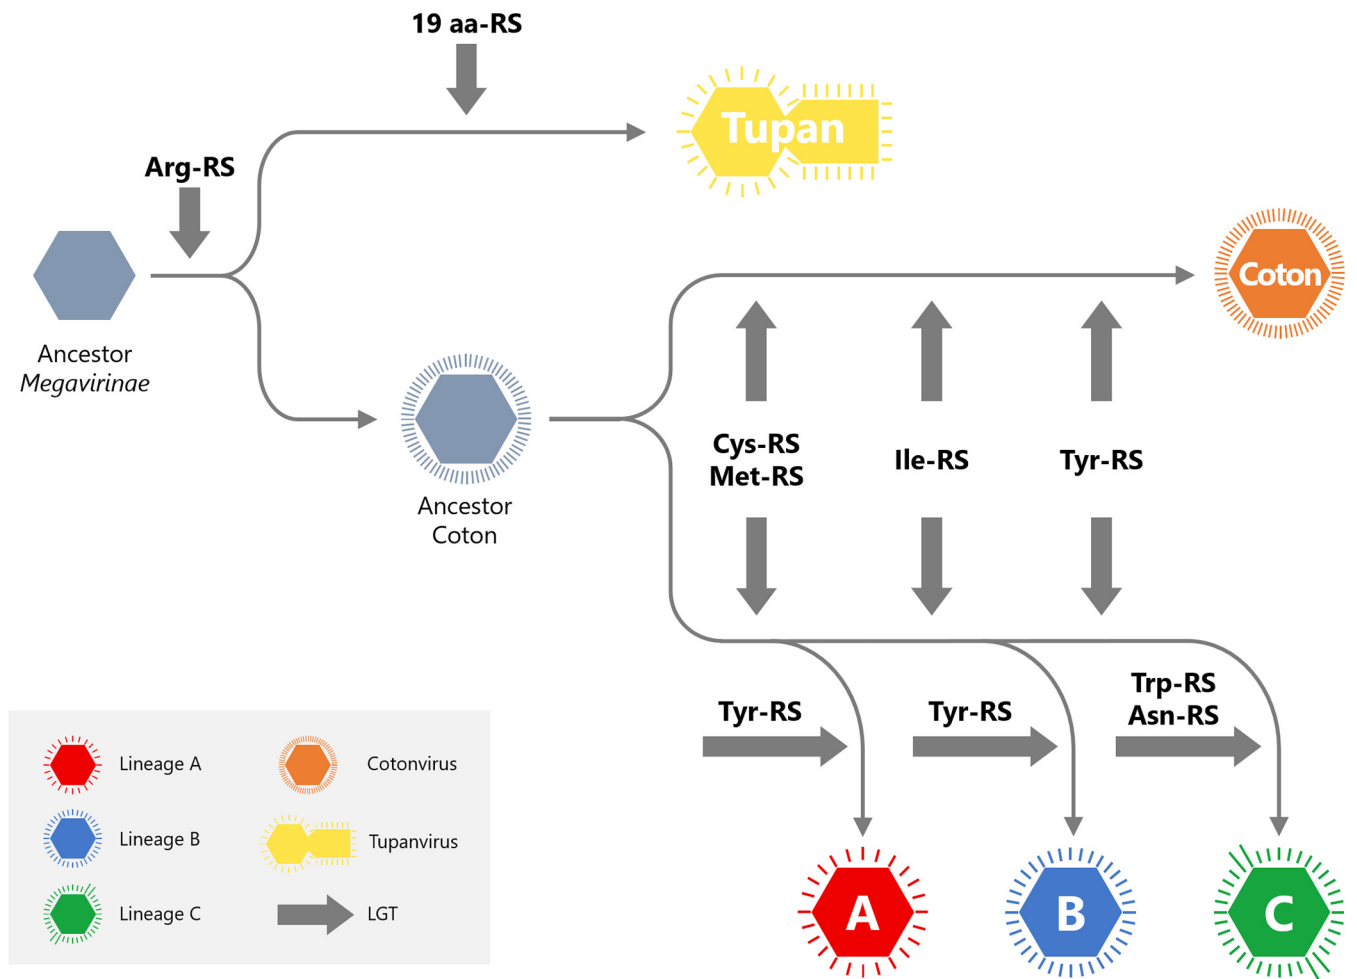 19 aa-RS
Tupan
Arg-RS
Ancestor
Megavirinae
Coton
Ancestor
Coton
Cys-RS
Met-RS
Ile-RS
Tyr-RS
Tyr-RS
Tyr-RS
Trp-RS
Asn-RS
A
B
C
Lineage A
Cotonvirus
Lineage B
Tupanvirus
Lineage C
LGT